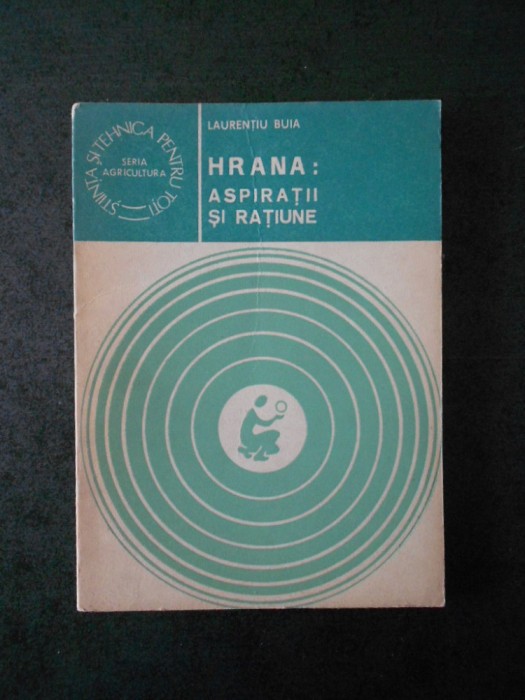 ȘTIINȚA ȘI TEHNICA PENTRU TOȚI
SERIA
AGRICULTURA
LAURENȚIU BUIA
HRANA:
ASPIRAȚII
ȘI RAȚIUNE